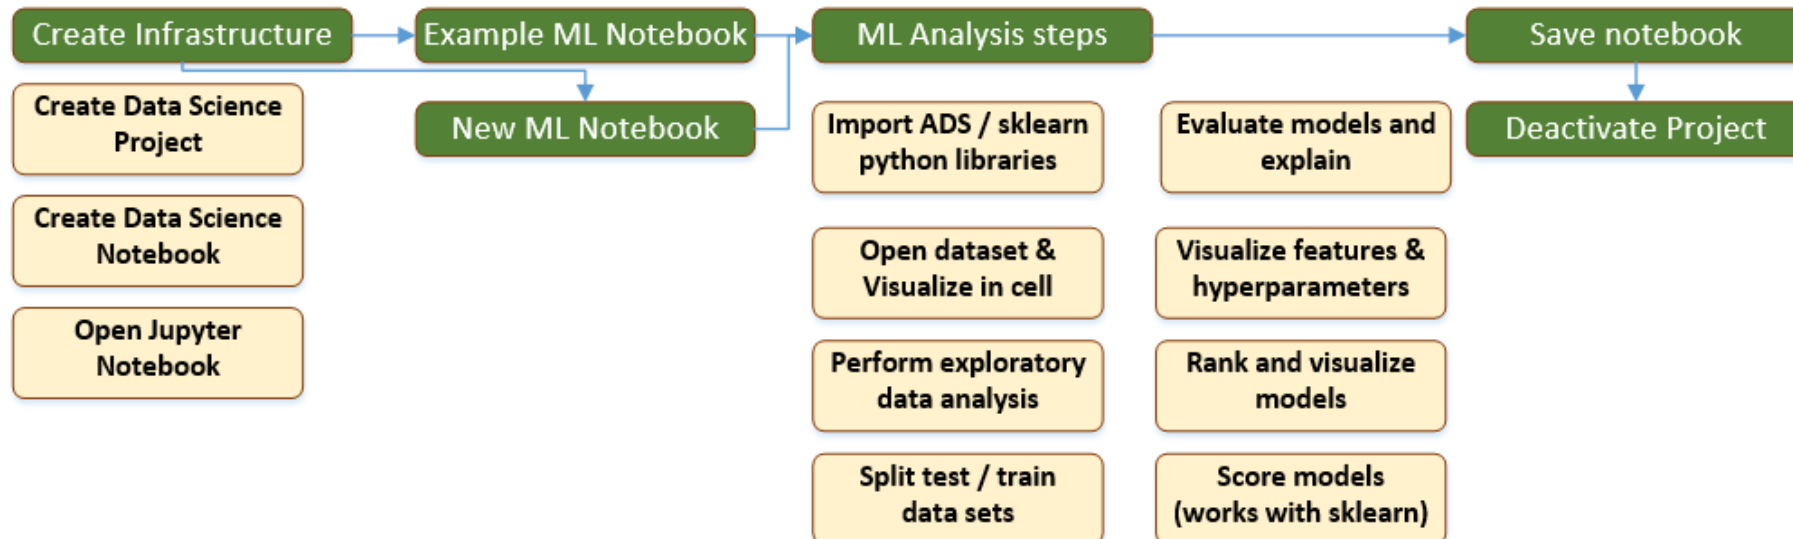 Create Infrastructure
Create Data Science
Project
Create Data Science
Notebook
Open Jupyter
Notebook
Example ML Notebook
New ML Notebook
ML Analysis steps
Import ADS / sklearn
python libraries
Open dataset &
Visualize in cell
Perform exploratory
data analysis
Split test / train
data sets
Evaluate models and
explain
Visualize features &
hyperparameters
Rank and visualize
models
Score models
(works with sklearn)
Save notebook
Deactivate Project